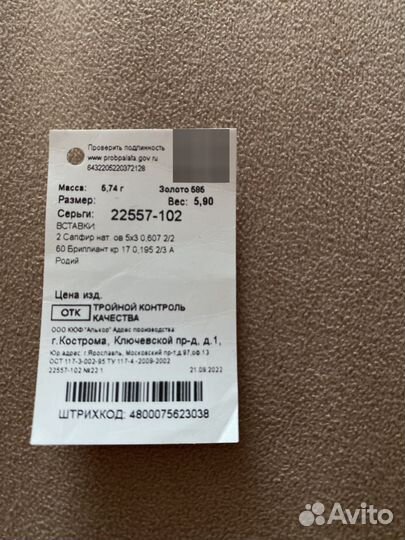 Проверить подлинность
www.probpalata.gov.ru
6432205220372128
Масса: 5,74 г Золото 585
Размер: Вес: 5,90
Серьги: 22557-102
ВСТАВКИ:
2 Сапфир нат. ов 5х3 0,607 2/2
60 Бриллиант кр 17 0,195 2/3 А
Родий
Цена изд.
ОТК ТРОЙНОЙ КОНТРОЛЬ
КАЧЕСТВА
ООО КЮФ "Алькор" Адрес производства
г.Кострома, Ключевской пр-д, д.1,
Юр адрес: г.Ярославль, Московский пр-т,д.97,оф.13
ОСТ 117-3-002-95.ТУ 117-4.-2009-2002
22557-102 №22 1 21.09.2022
ШТРИХКОД: 4800075623038
Avito